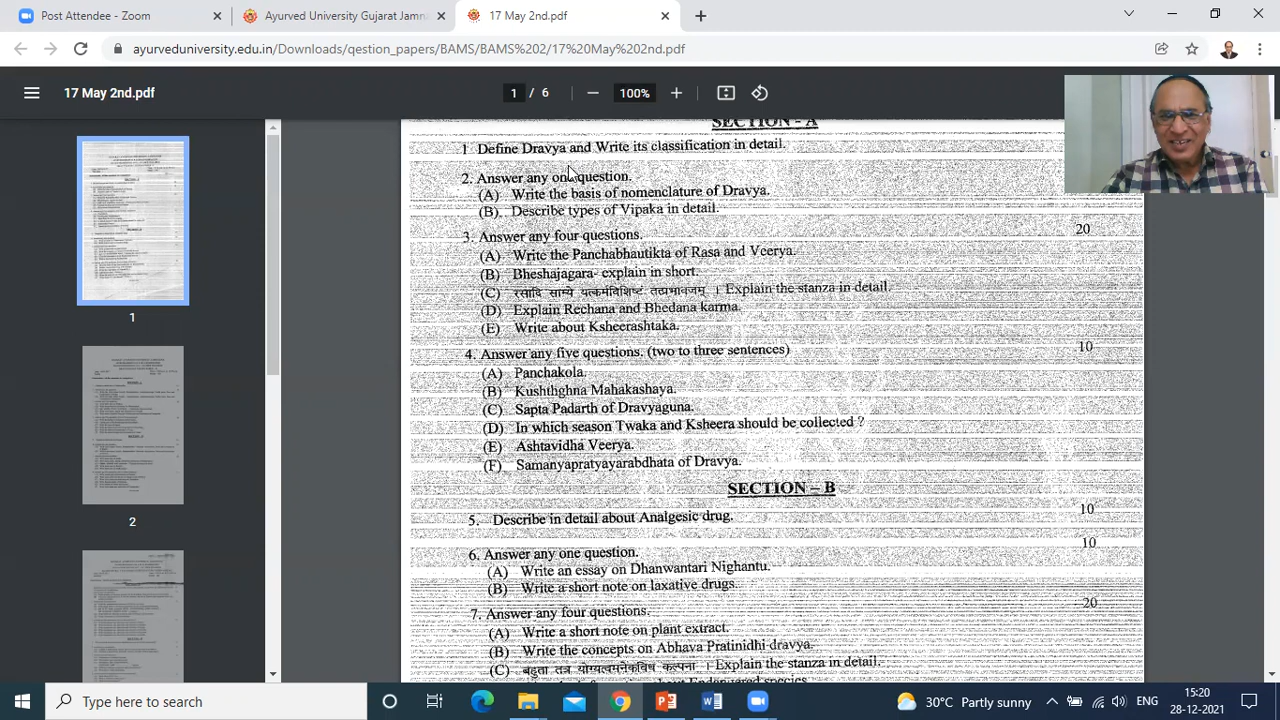 Post Attendee - Zoom
Ayurved University Gujarat Jamna
17 May 2nd.pdf
ayurveduniversity.edu.in/Downloads/qestion_papers/BAMS/BAMS%202/17%20May%202nd.pdf
17 May 2nd.pdf
1 / 6
100%
SECTION - A
1. Define Dravya and Write its classification in detail.
2. Answer any one question.
(A) Write the basis of nomenclature of Dravya.
(B) Describe types of Vipaka in detail.
3. Answer any four questions. 20
(A) Write the Panchabhautikta of Rasa and Veerya.
(B) Bheshajagara- explain in short.
(C) । Explain the stanza in detail.
(D) Explain Rechana and Bhedana karma.
(E) Write about Ksheerashtaka.
4. Answer any five questions. (two to three sentences) 10
(A) Panchakola.
(B) Kushthghna Mahakashaya.
(C) Sapta Padarth of Dravyaguna.
(D) In which season Twaka and Ksheera should be collected ?
(E) Ashtavidha Veerya.
(F) Samanyapratyayarabdhata of Dravya.
SECTION – B
5. Describe in detail about Analgesic drug. 10
6. Answer any one question. 10
(A) Write an essay on Dhanwantari Nighantu.
(B) Write about note on laxative drugs.
7. Answer any four questions. 20
(A) Write a short note on plant extract.
(B) Write the concepts on Abhava Pratinidhi dravya.
(C) । Explain the stanza in detail.
species
1
2
Type here to search
30°C Partly sunny
ENG
15:20
28-12-2021